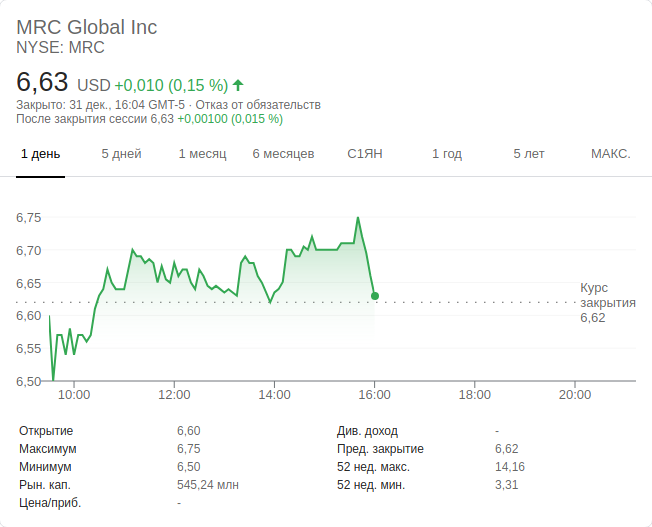 MRC Global Inc
NYSE: MRC
6,63 USD +0,010 (0,15 %)
Закрыто: 31 дек., 16:04 GMT-5 · Отказ от обязательств
После закрытия сессии 6,63 +0,00100 (0,015 %)
1 день 5 дней 1 месяц 6 месяцев С1ЯН 1 год 5 лет МАКС.
6,75
6,70
6,65
6,60
6,55
6,50
Курс
закрытия
6,62
10:00 12:00 14:00 16:00 18:00 20:00
Открытие 6,60 Див. доход -
Максимум 6,75 Пред. закрытие 6,62
Минимум 6,50 52 нед. макс. 14,16
Рын. кап. 545,24 млн 52 нед. мин. 3,31
Цена/приб. -